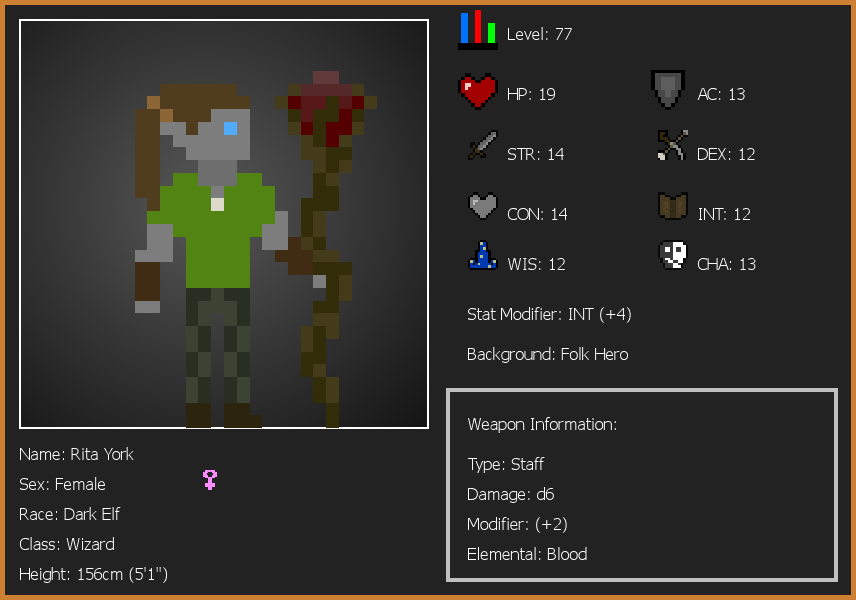 Level: 77
HP: 19
AC: 13
STR: 14
DEX: 12
CON: 14
INT: 12
WIS: 12
CHA: 13
Stat Modifier: INT (+4)
Background: Folk Hero
Weapon Information:
Type: Staff
Damage: d6
Modifier: (+2)
Elemental: Blood
Name: Rita York
Sex: Female
Race: Dark Elf
Class: Wizard
Height: 156cm (5'1")